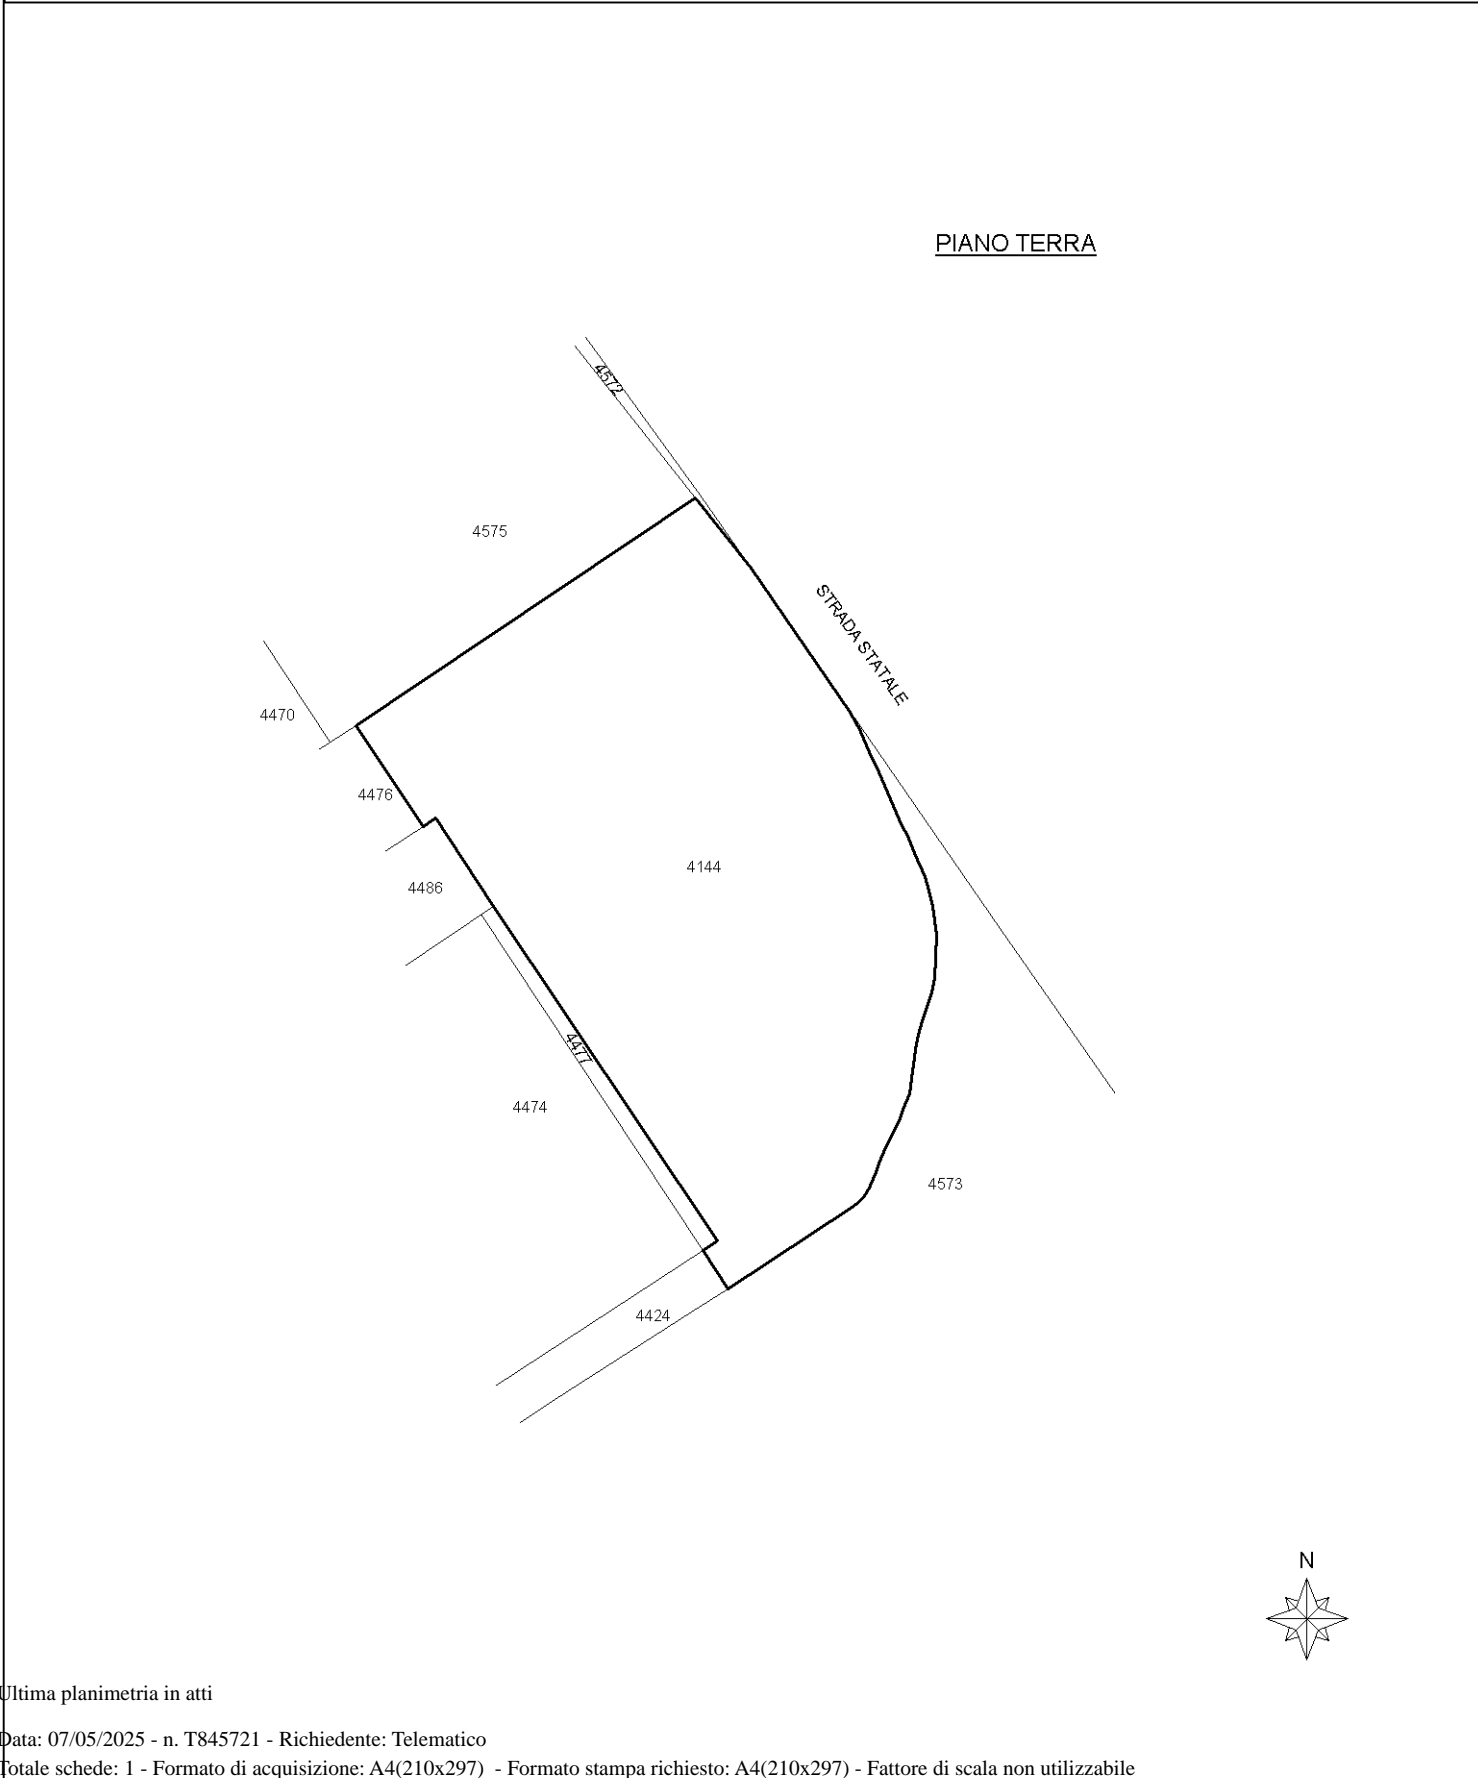 PIANO TERRA
4572
4575
STRADA STATALE
4470
4476
4144
4486
4477
4474
4573
4424
N
Ultima planimetria in atti
Data: 07/05/2025 - n. T845721 - Richiedente: Telematico
Totale schede: 1 - Formato di acquisizione: A4(210x297) - Formato stampa richiesto: A4(210x297) - Fattore di scala non utilizzabile